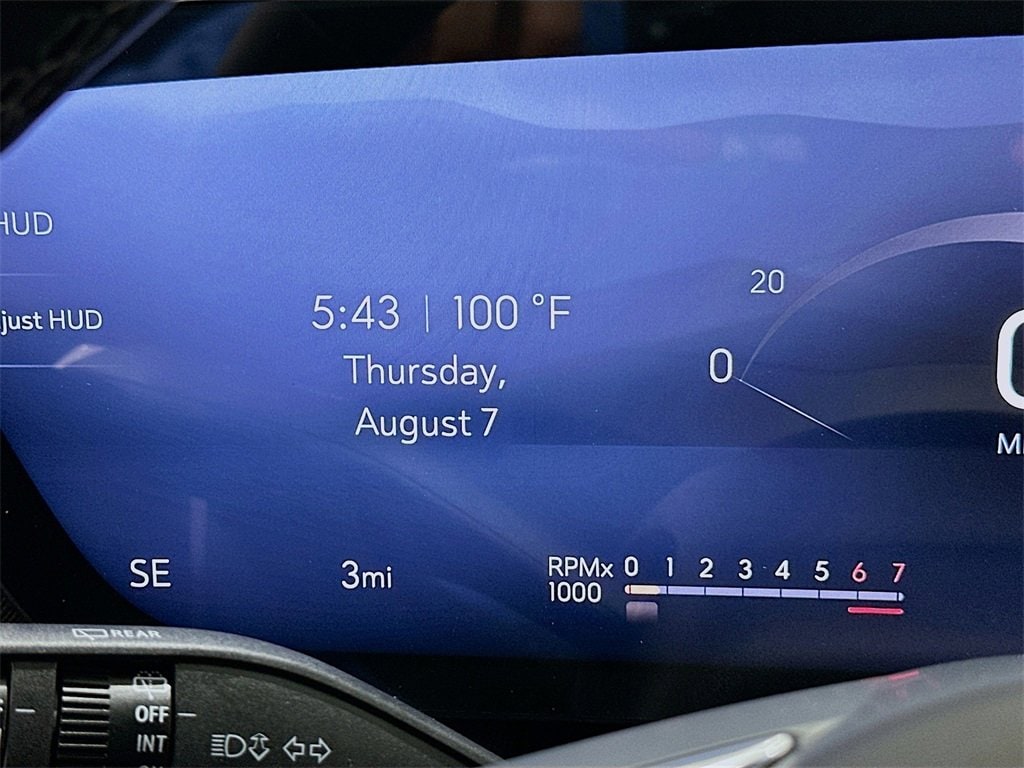 HUD
just HUD
5:43 | 100 °F
Thursday,
August 7
20
0
SE
3mi
RPMx
1000
0 1 2 3 4 5 6 7
REAR
OFF
INT